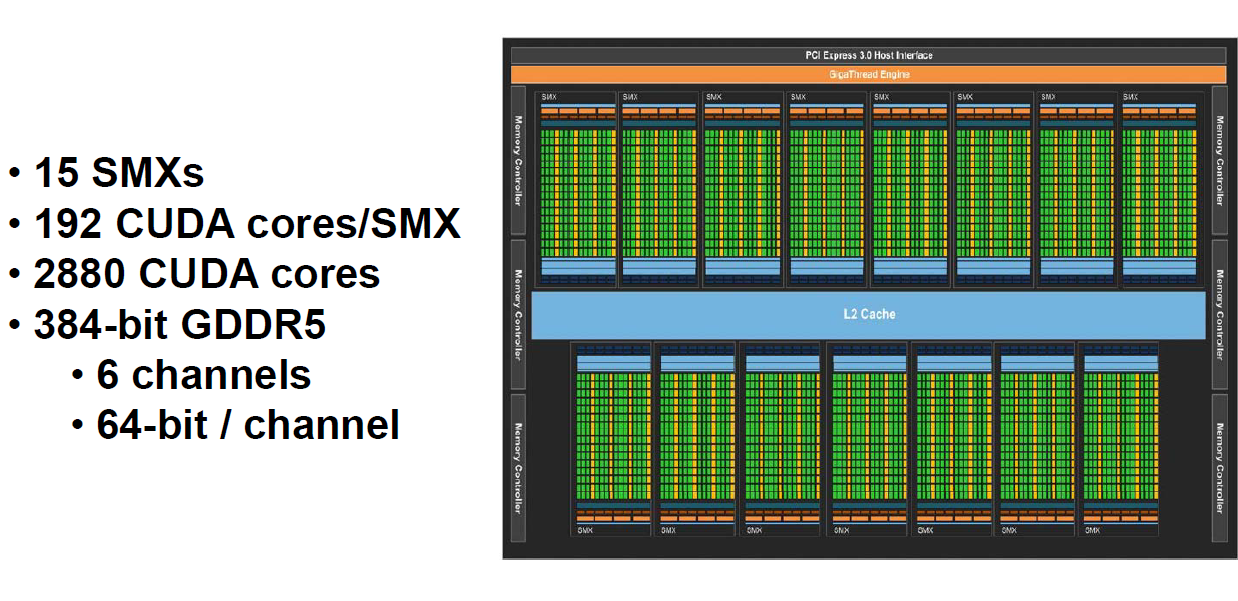 • 15 SMXs
• 192 CUDA cores/SMX
• 2880 CUDA cores
• 384-bit GDDR5
• 6 channels
• 64-bit / channel
PCI Express 3.0 Host Interface
GigaThread Engine
SMX SMX SMX SMX SMX SMX SMX SMX
Memory Controller
Memory Controller
Memory Controller
Memory Controller
L2 Cache
Memory Controller
Memory Controller
SMX SMX SMX SMX SMX SMX SMX